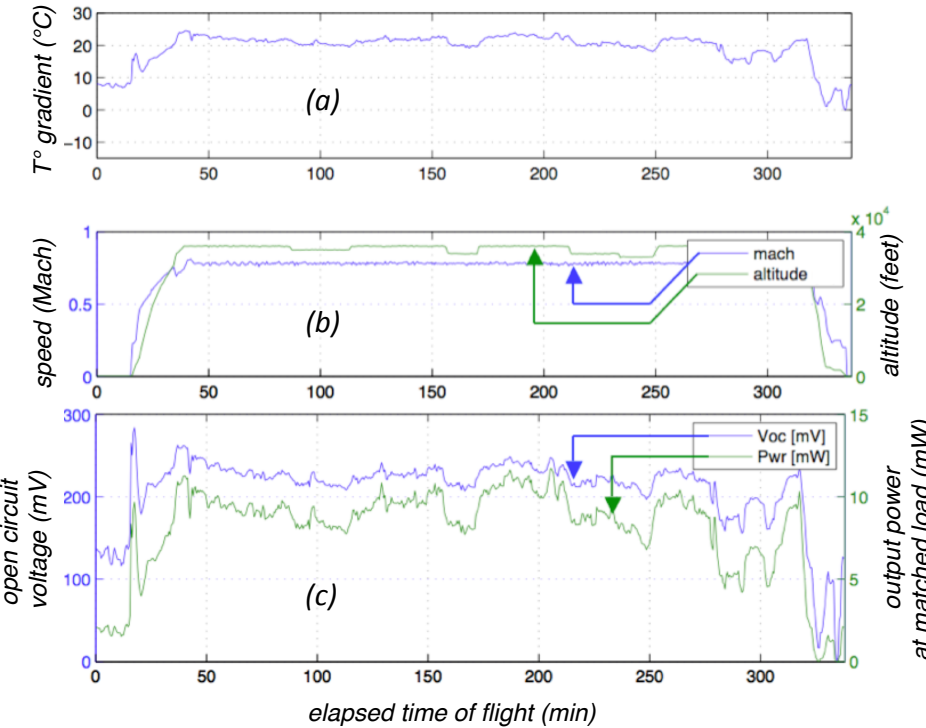 30
20
10
0
−10
T° gradient (°C)
(a)
0 50 100 150 200 250 300
x 10⁴
1
0.5
0
speed (Mach)
4
2
0
altitude (feet)
mach
altitude
(b)
0 50 100 150 200 250 300
300
200
100
0
open circuit
voltage (mV)
15
10
5
0
output power
at matched load (mW)
Voc [mV]
Pwr [mW]
(c)
0 50 100 150 200 250 300
elapsed time of flight (min)